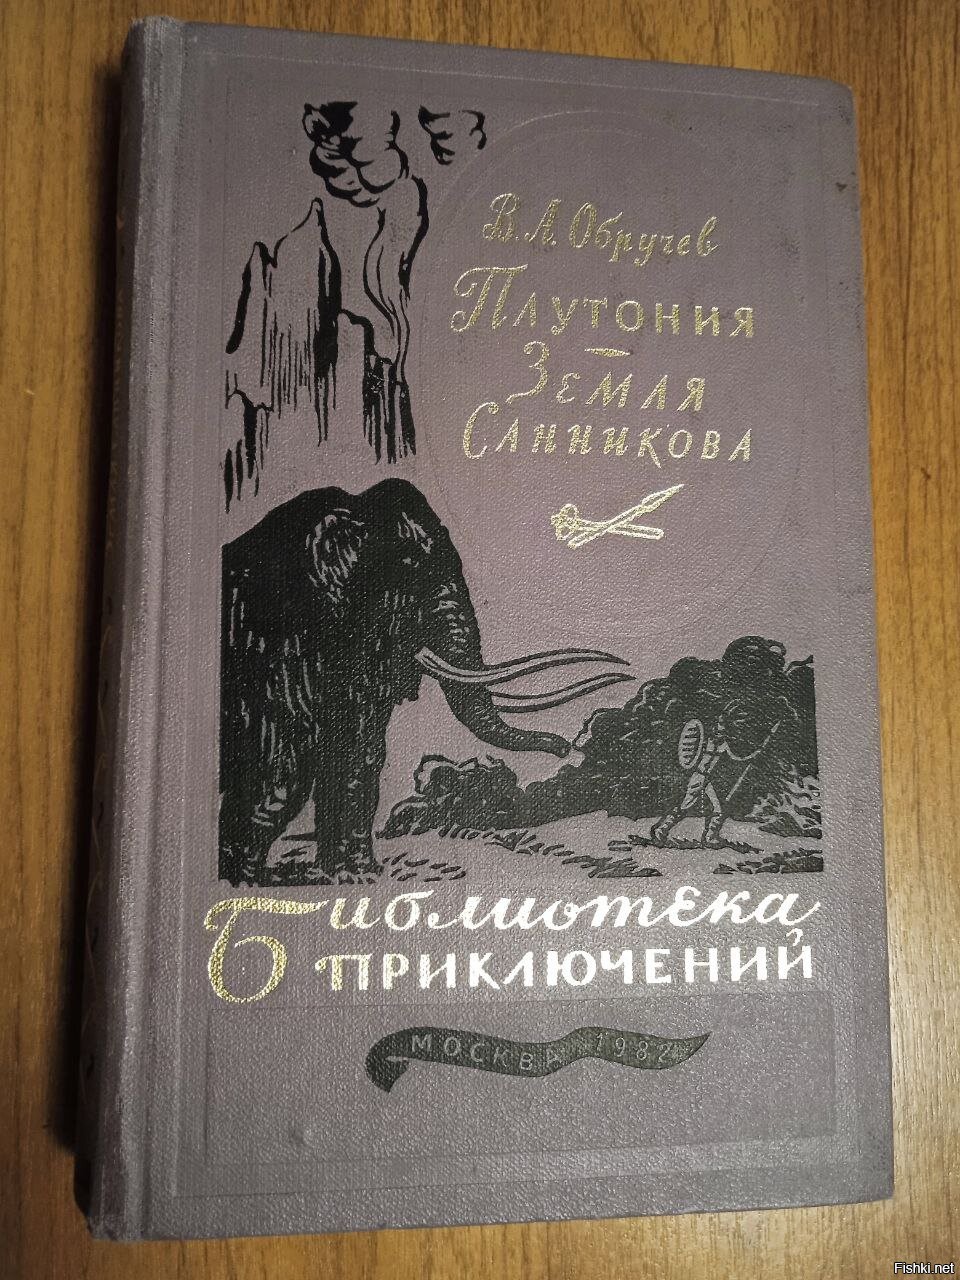 В. А. Обручев
Плутония
Земля
Санникова
Библиотека
приключений
МОСКВА 1982
Fishki.net